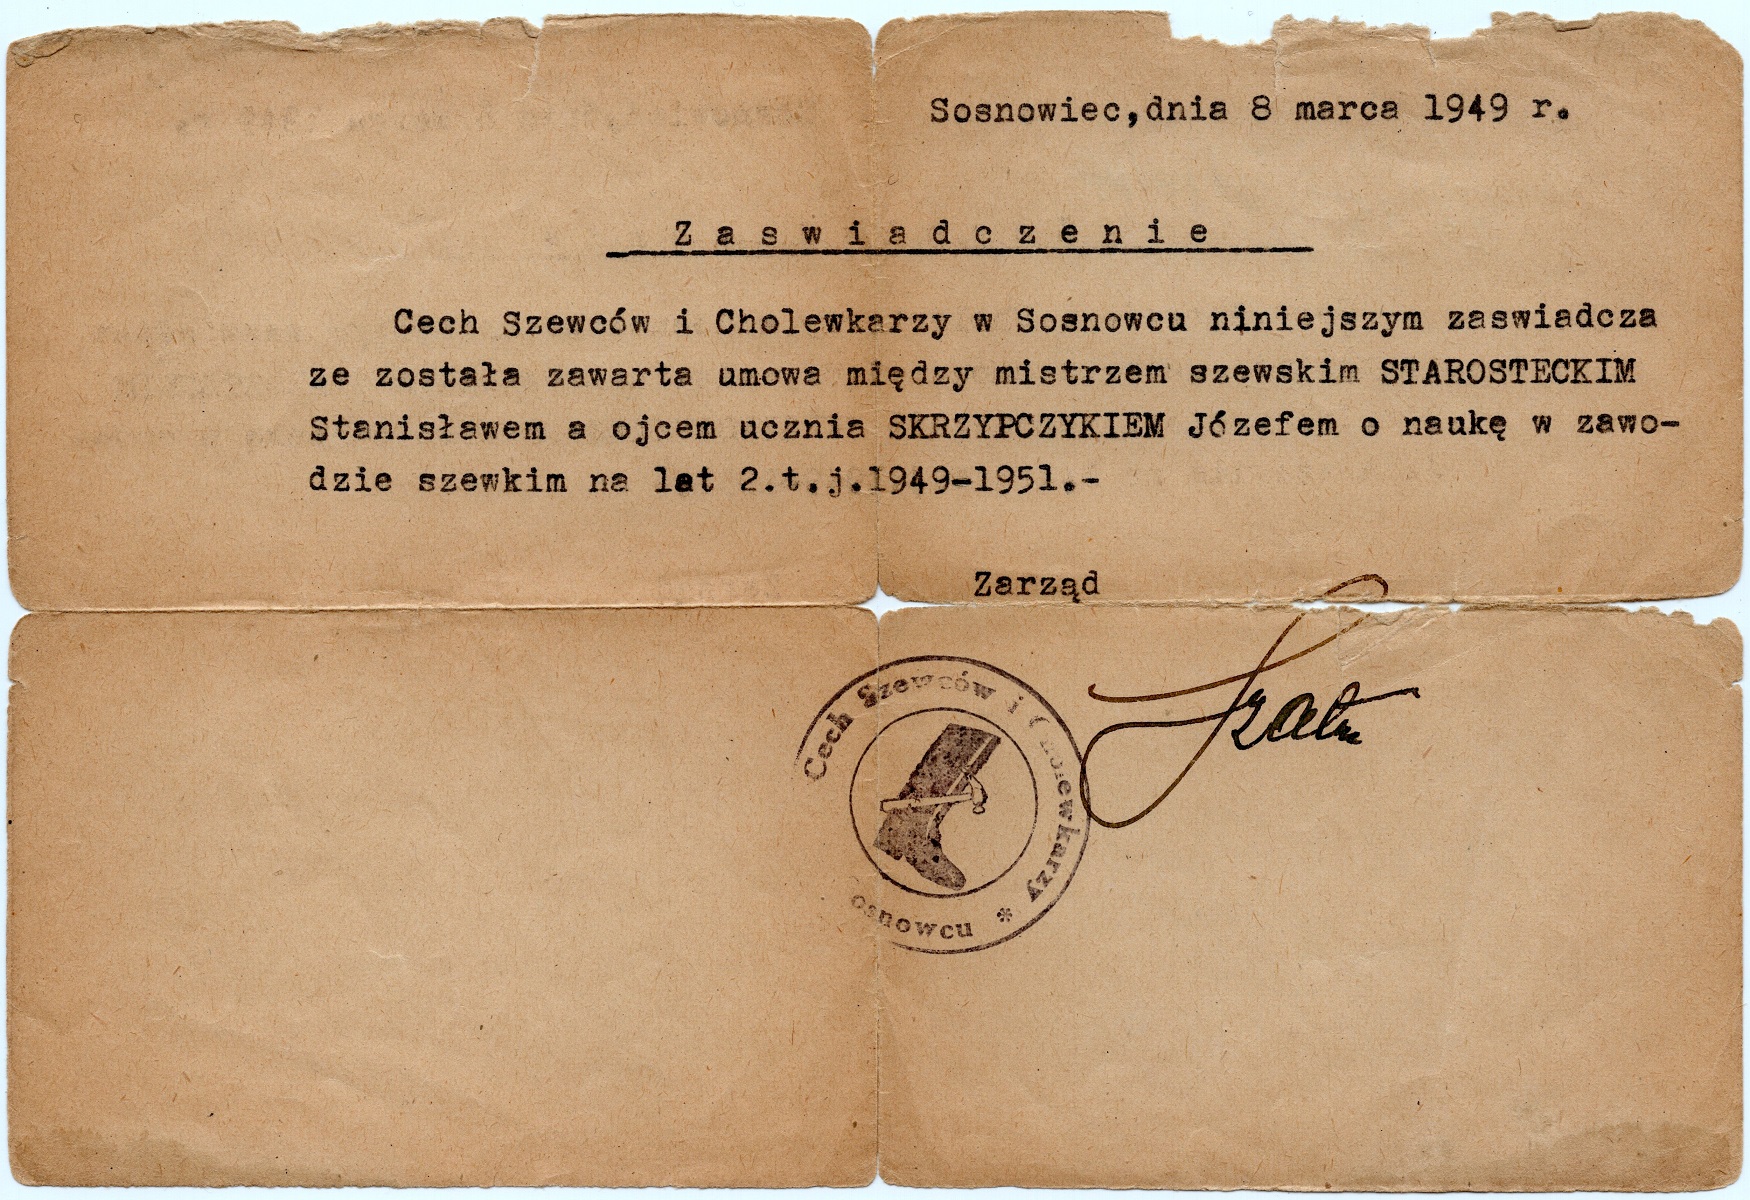 Sosnowiec,dnia 8 marca 1949 r.
Z a s w i a d c z e n i e
Cech Szewców i Cholewkarzy w Sosnowcu niniejszym zaswiadcza
ze została zawarta umowa między mistrzem szewskim STAROSTECKIM
Stanisławem a ojcem ucznia SKRZYPCZYKIEM Józefem o naukę w zawo-
dzie szewkim na lat 2.t.j.1949-1951.-
Zarząd
Cech Szewców i Cholewkarzy *
osnowcu